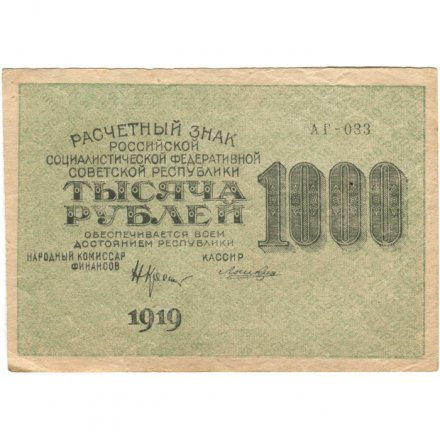 РАСЧЕТНЫЙ ЗНАК
РОССИЙСКОЙ
СОЦИАЛИСТИЧЕСКОЙ ФЕДЕРАТИВНОЙ
СОВЕТСКОЙ РЕСПУБЛИКИ
ТЫСЯЧА
РУБЛЕЙ
ОБЕСПЕЧИВАЕТСЯ ВСЕМ
ДОСТОЯНИЕМ РЕСПУБЛИКИ
НАРОДНЫЙ КОМИССАР
ФИНАНСОВ
КАССИР
1919
АГ-033
1000